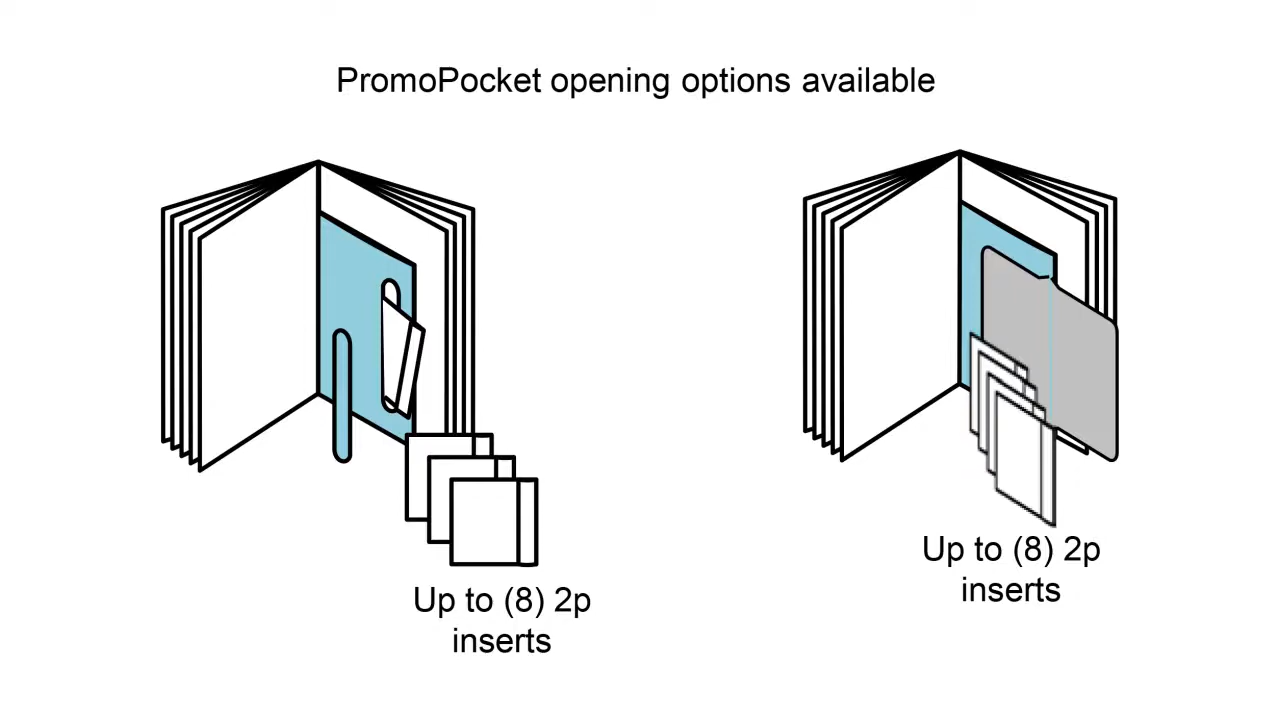 PromoPocket opening options available
Up to (8) 2p
inserts
Up to (8) 2p
inserts